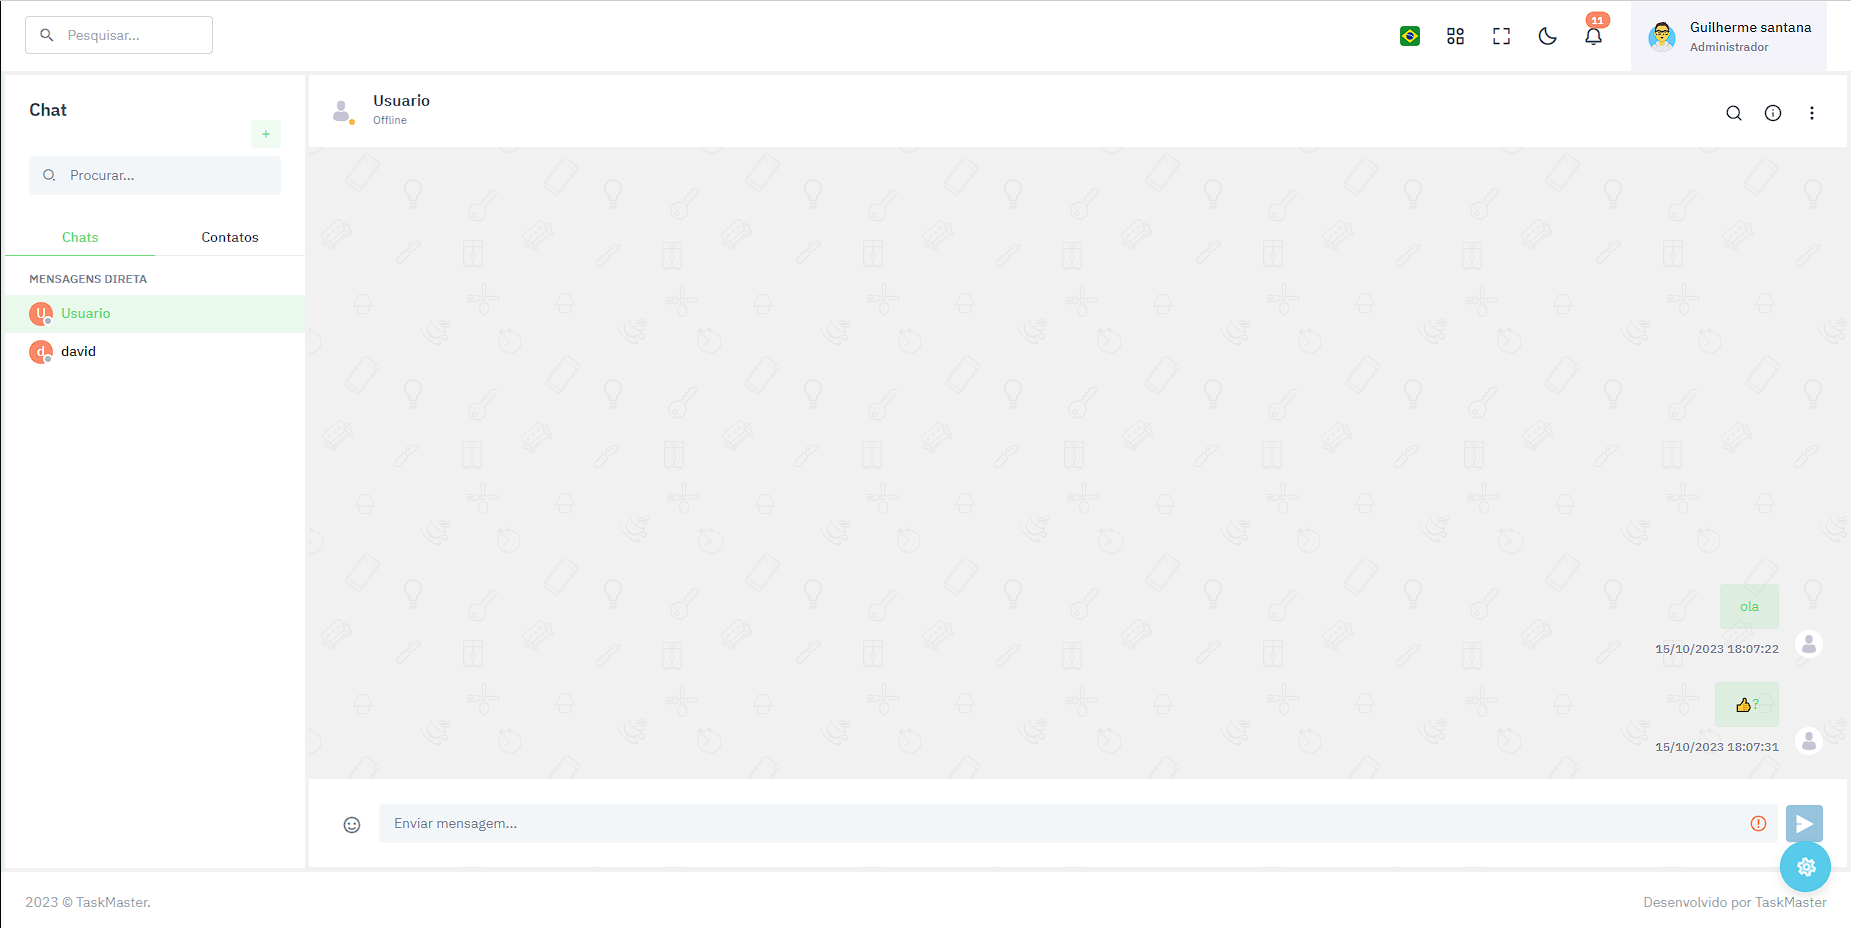 Pesquisar...
11
Guilherme santana
Administrador
Chat
+
Procurar...
Chats
Contatos
MENSAGENS DIRETA
U
Usuario
d
david
Usuario
Offline
ola
15/10/2023 18:07:22
👍?
15/10/2023 18:07:31
Enviar mensagem...
2023 © TaskMaster.
Desenvolvido por TaskMaster